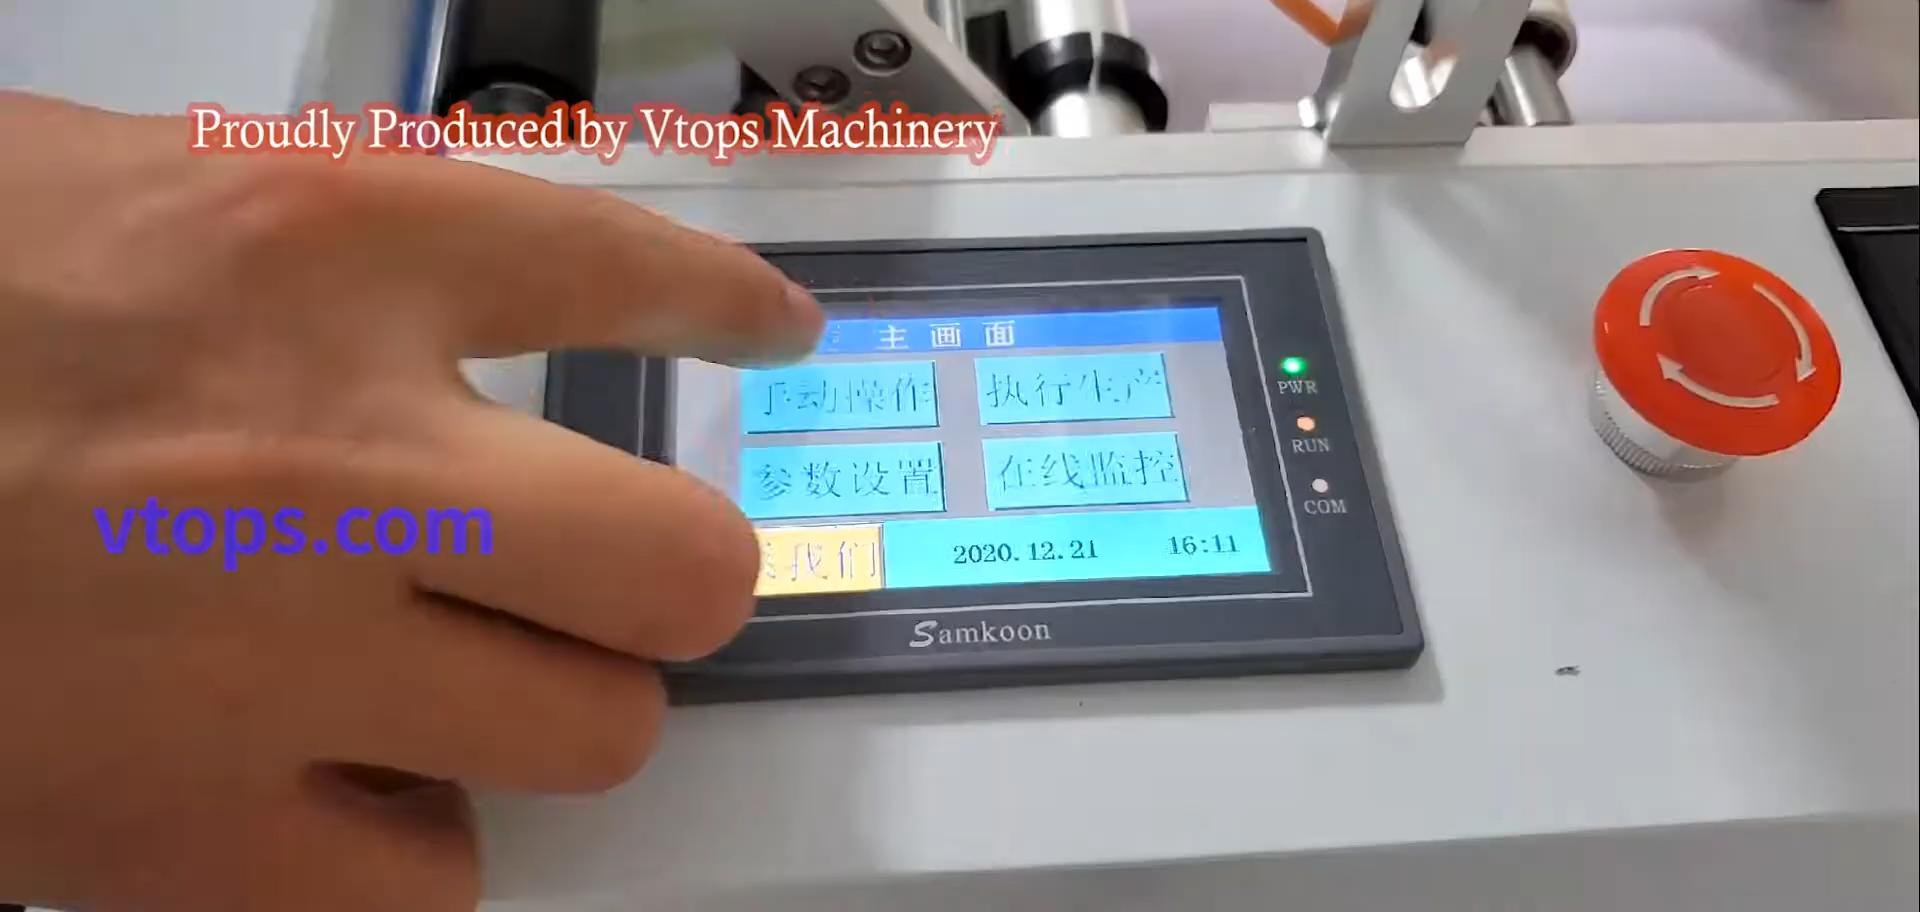 Proudly Produced by Vtops Machinery
主画面
手动操作
执行生产
PWR
RUN
参数设置
在线监控
COM
vtops.com
我们
2020.12.21
16:11
Samkoon